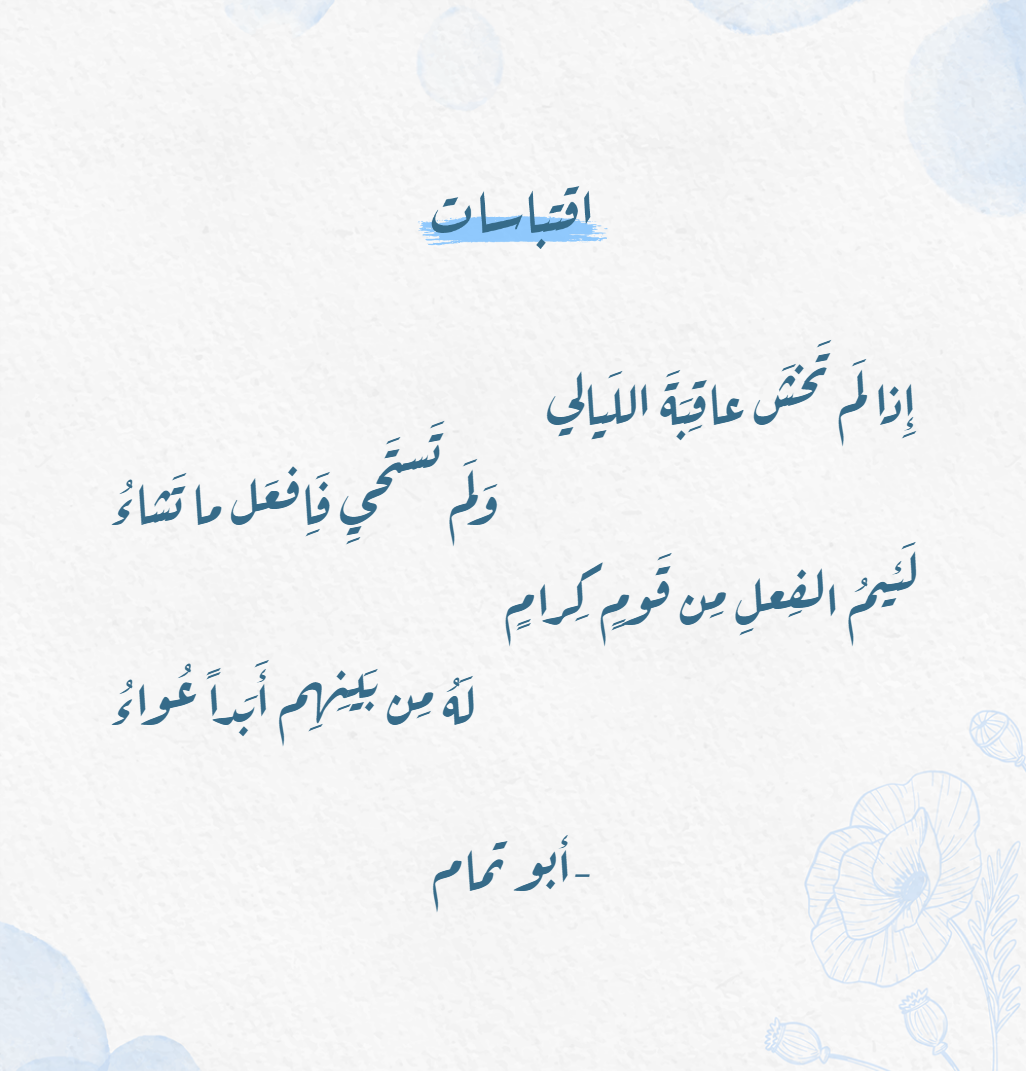 اقتباسات
إِذا لَم تَخشَ عاقِبَةَ اللَيالي
وَلَم تَستَحيِ فَاِفعَل ما تَشاءُ
لَئيمُ الفِعلِ مِن قَومٍ كِرامٍ
لَهُ مِن بَينِهِم أَبَداً عُواءُ
-أبو تمام